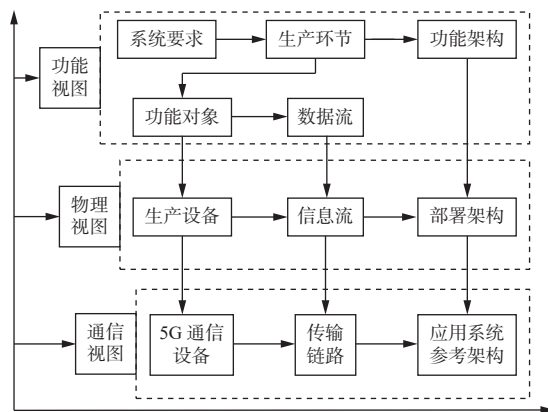 系统要求
生产环节
功能架构
功能
视图
功能对象
数据流
物理
视图
生产设备
信息流
部署架构
通信
视图
5G 通信
设备
传输
链路
应用系统
参考架构